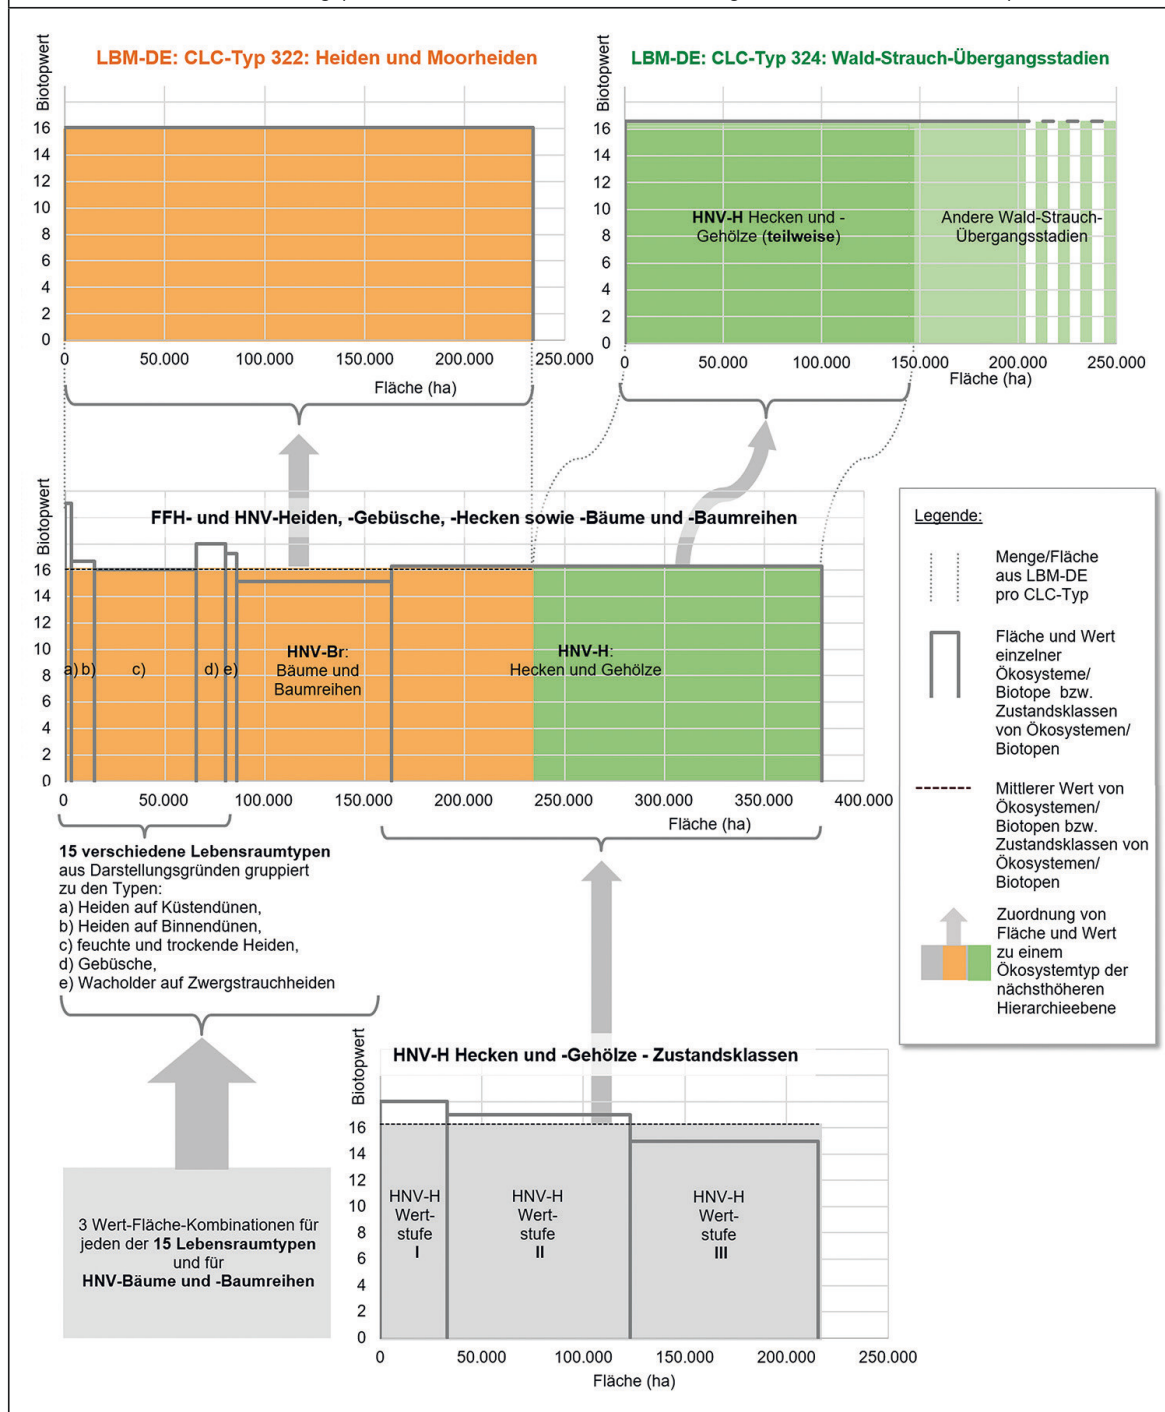 LBM-DE: CLC-Typ 322: Heiden und Moorheiden
Biotopwert
16
14
12
10
8
6
4
2
0
0
50.000
100.000
150.000
200.000
250.000
Fläche (ha)
LBM-DE: CLC-Typ 324: Wald-Strauch-Übergangsstadien
Biotopwert
16
14
12
10
8
6
4
2
0
HNV-H Hecken und -
Gehölze (teilweise)
Andere Wald-Strauch-
Übergangsstadien
0
50.000
100.000
150.000
200.000
250.000
Fläche (ha)
FFH- und HNV-Heiden, -Gebüsche, -Hecken sowie -Bäume und -Baumreihen
Biotopwert
16
14
12
10
8
6
4
2
0
a)
b)
c)
d)
e)
HNV-Br:
Bäume und
Baumreihen
HNV-H:
Hecken und Gehölze
0
50.000
100.000
150.000
200.000
250.000
300.000
350.000
400.000
Fläche (ha)
Legende:
Menge/Fläche
aus LBM-DE
pro CLC-Typ
Fläche und Wert
einzelner
Ökosysteme/
Biotope bzw.
Zustandsklassen
von Ökosystemen/
Biotopen
Mittlerer Wert von
Ökosystemen/
Biotopen bzw.
Zustandsklassen von
Ökosystemen/
Biotopen
Zuordnung von
Fläche und Wert
zu einem
Ökosystemtyp der
nächsthöheren
Hierarchieebene
15 verschiedene Lebensraumtypen
aus Darstellungsgründen gruppiert
zu den Typen:
a) Heiden auf Küstendünen,
b) Heiden auf Binnendünen,
c) feuchte und trockende Heiden,
d) Gebüsche,
e) Wacholder auf Zwergstrauchheiden
3 Wert-Fläche-Kombinationen für
jeden der 15 Lebensraumtypen
und für
HNV-Bäume und -Baumreihen
HNV-H Hecken und -Gehölze - Zustandsklassen
Biotopwert
16
14
12
10
8
6
4
2
0
HNV-H
Wert-
stufe
I
HNV-H
Wert-
stufe
II
HNV-H
Wert-
stufe
III
0
50.000
100.000
150.000
200.000
250.000
Fläche (ha)